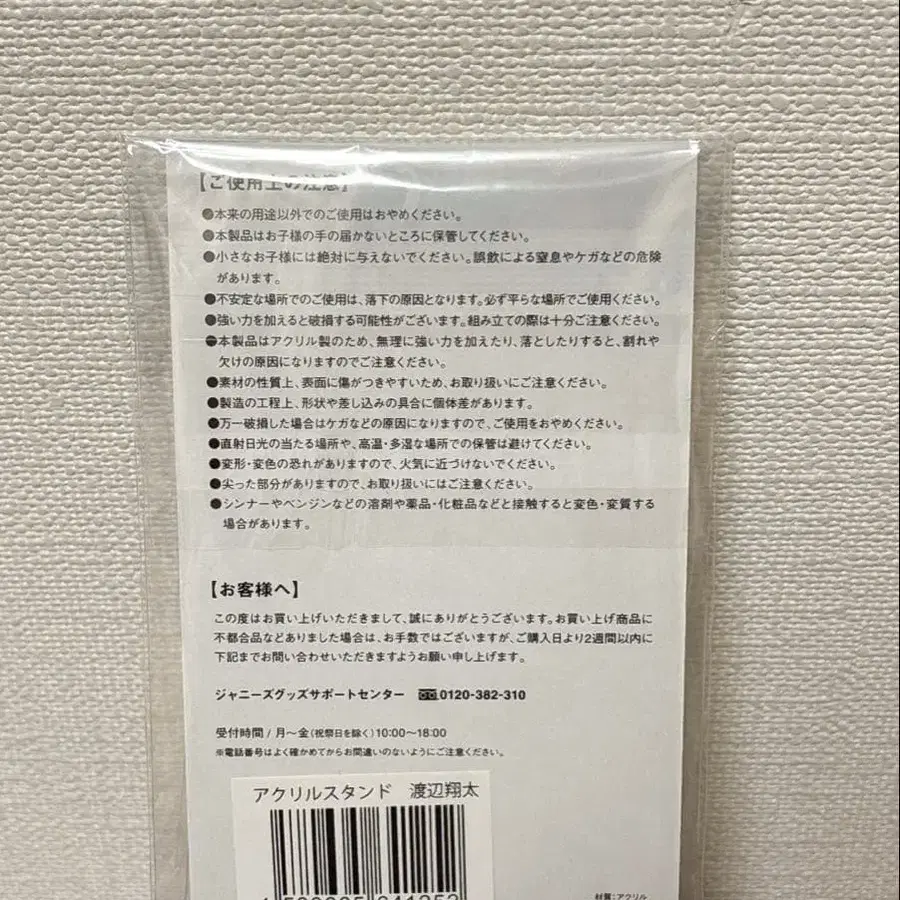 【ご使用上の注意】
●本来の用途以外でのご使用はおやめください。
●本製品はお子様の手の届かないところに保管してください。
●小さなお子様には絶対に与えないでください。誤飲による窒息やケガなどの危険
があります。
●不安定な場所でのご使用は、落下の原因となります。必ず平らな場所でご使用ください。
●強い力を加えると破損する可能性がございます。組み立ての際は十分ご注意ください。
●本製品はアクリル製のため、無理に強い力を加えたり、落としたりすると、割れや
欠けの原因になりますのでご注意ください。
●素材の性質上、表面に傷がつきやすいため、お取り扱いにご注意ください。
●製造の工程上、形状や差し込みの具合に個体差があります。
●万一破損した場合はケガなどの原因になりますので、ご使用をおやめください。
●直射日光の当たる場所や、高温・多湿な場所での保管は避けてください。
●変形・変色の恐れがありますので、火気に近づけないでください。
●尖った部分がありますので、お取り扱いにはご注意ください。
●シンナーやベンジンなどの溶剤や薬品・化粧品などと接触すると変色・変質する
場合があります。
【お客様へ】
この度はお買い上げいただきまして、誠にありがとうございます。お買い上げ商品に
不都合品などありました場合は、お手数ではございますが、ご購入日より2週間以内に
下記までお問い合わせいただきますようお願い申し上げます。
ジャニーズグッズサポートセンター 0120-382-310
受付時間 / 月〜金(祝祭日を除く)10:00〜18:00
※電話番号はよく確かめてからお間違いのないようにご注意ください。
アクリルスタンド 渡辺翔太
材質:アクリル